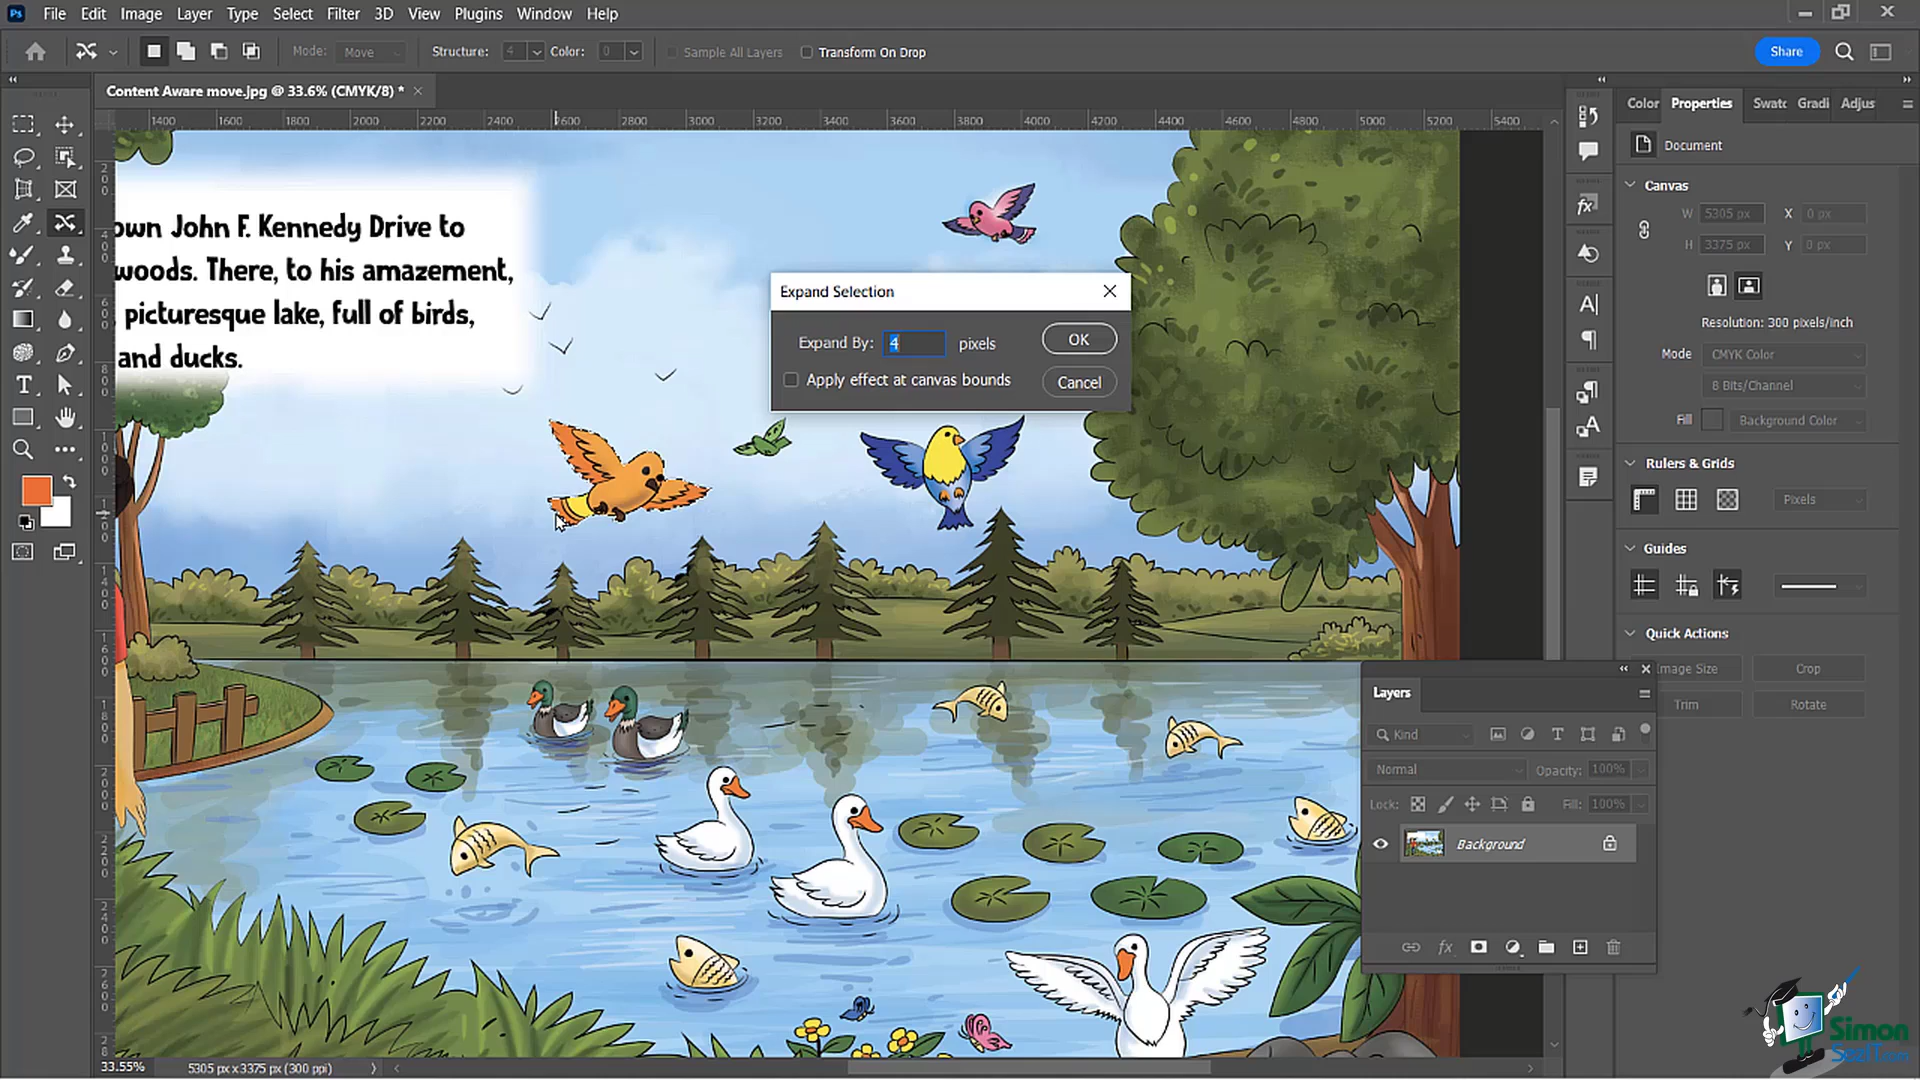 Ps File Edit Image Layer Type Select Filter 3D View Plugins Window Help
Mode: Move Structure: 4 Color: 0 Sample All Layers Transform On Drop Share
Content Aware move.jpg @ 33.6% (CMYK/8) *
1400 1600 1800 2000 2200 2400 2600 2800 3000 3200 3400 3600 3800 4000 4200 4400 4600 4800 5000 5200 5400
own John F. Kennedy Drive to
woods. There, to his amazement,
picturesque lake, full of birds,
and ducks.
Expand Selection
Expand By: 4 pixels OK
Apply effect at canvas bounds Cancel
Color Properties Swatc Gradi Adjus
Document
Canvas
W 5305 px X 0 px
H 3375 px Y 0 px
Resolution: 300 pixels/inch
Mode CMYK Color
8 Bits/Channel
Fill Background Color
Rulers & Grids
Pixels
Guides
Quick Actions
Image Size Crop
Trim Rotate
Layers
Kind
Normal Opacity: 100%
Lock: Fill: 100%
Background
fx
33.55% 5305 px x 3375 px (300 ppi)
Simon
SezIT.com